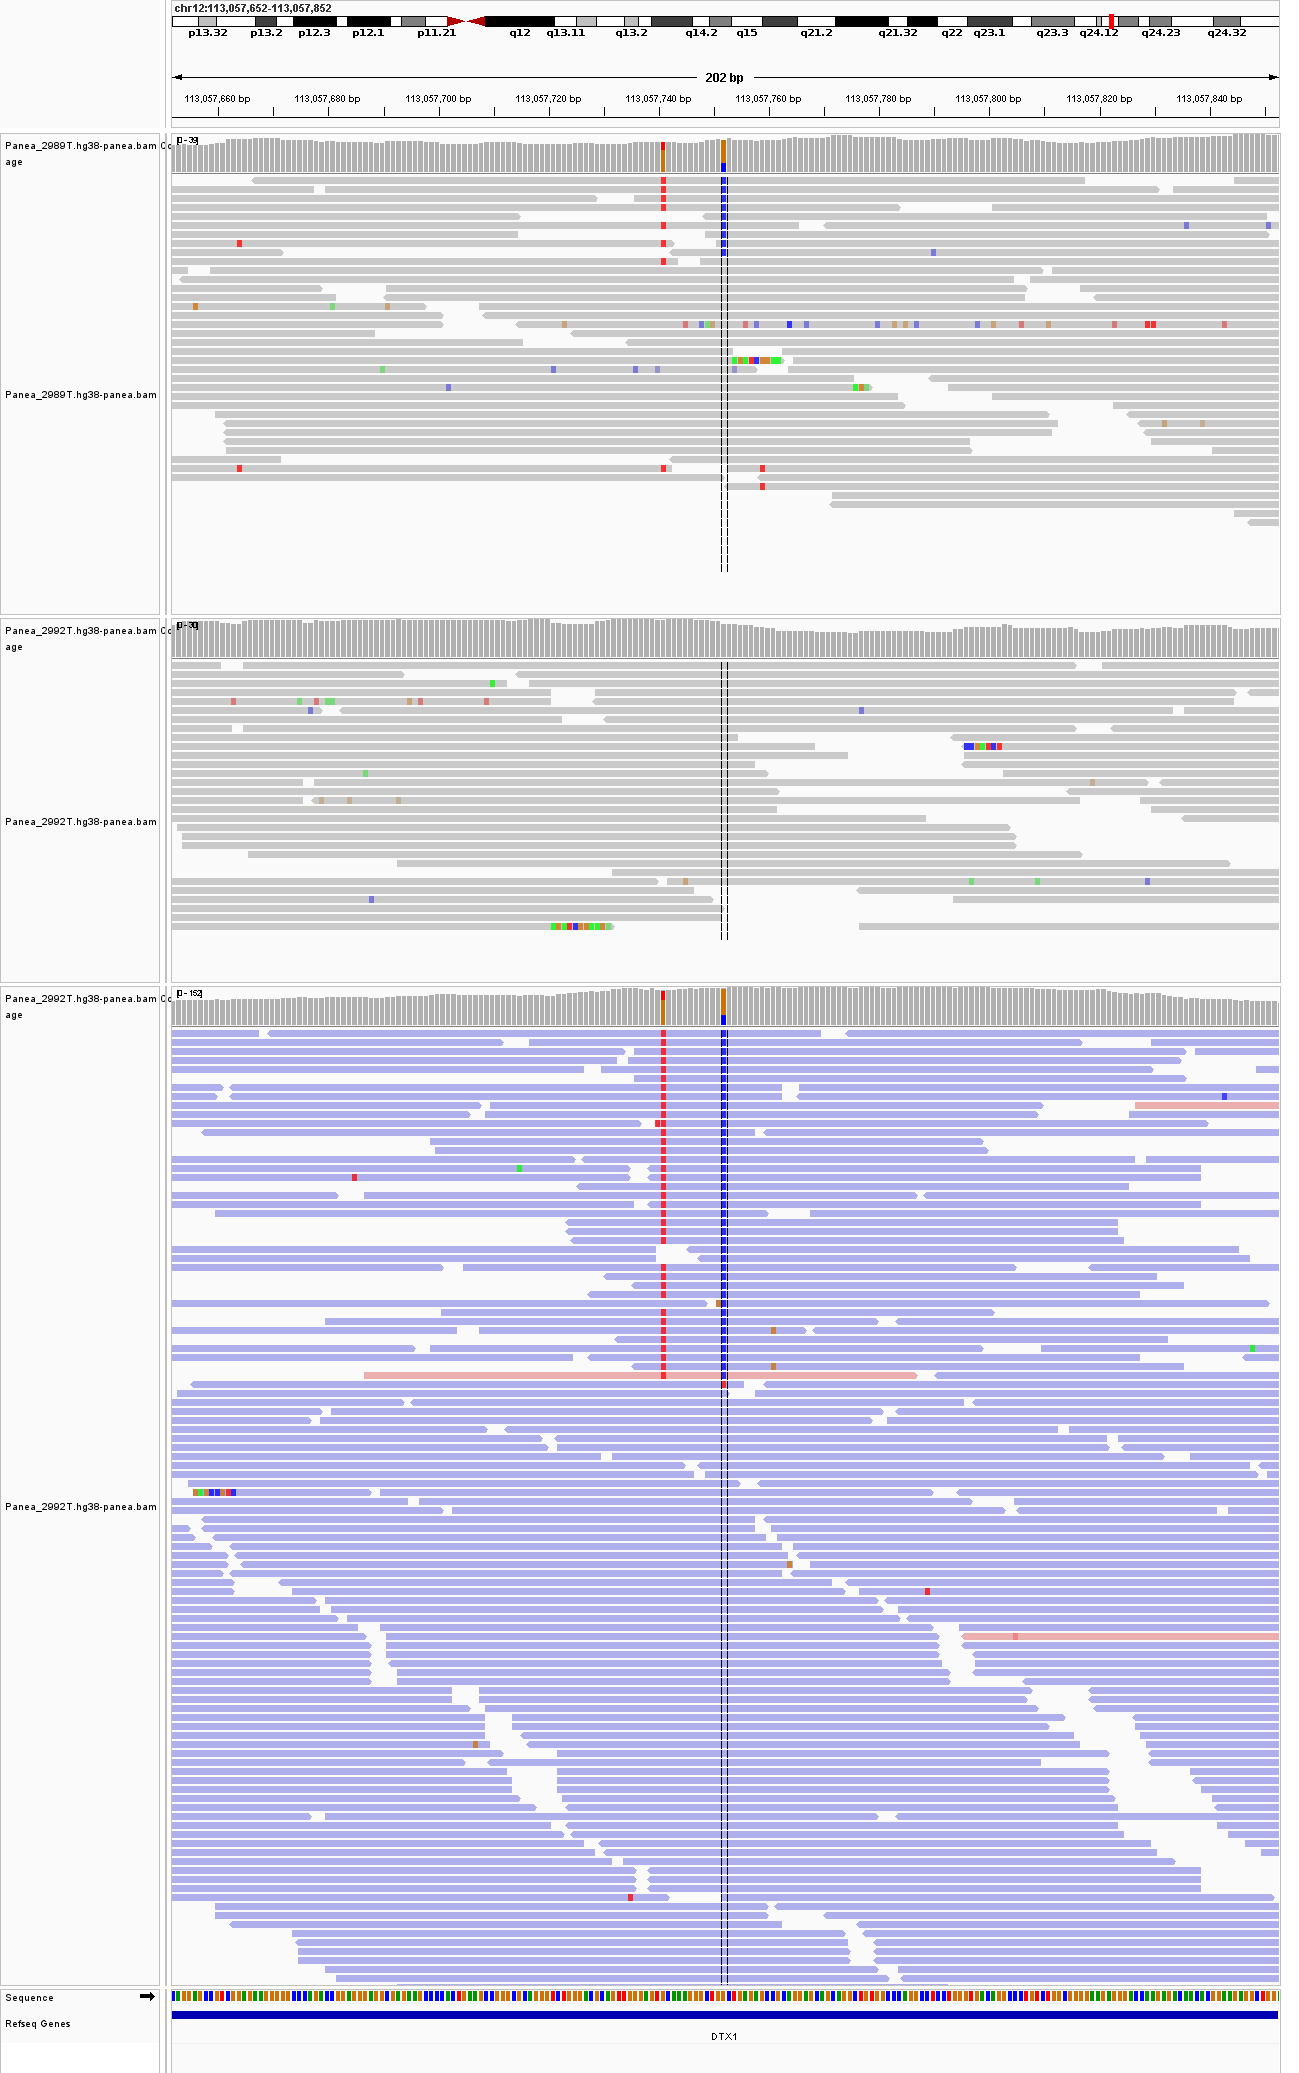 chr12:113,057,652-113,057,852
p13.32 p13.2 p12.3 p12.1 p11.21 q12 q13.11 q13.2 q14.2 q15 q21.2 q21.32 q22 q23.1 q23.3 q24.12 q24.23 q24.32
202 bp
113,057,660 bp 113,057,680 bp 113,057,700 bp 113,057,720 bp 113,057,740 bp 113,057,760 bp 113,057,780 bp 113,057,800 bp 113,057,820 bp 113,057,840 bp
Panea_2989T.hg38-panea.bam Co
age
[0 - 39]
Panea_2989T.hg38-panea.bam
Panea_2992T.hg38-panea.bam Co
age
[0 - 30]
Panea_2992T.hg38-panea.bam
Panea_2992T.hg38-panea.bam Co
age
[0 - 152]
Panea_2992T.hg38-panea.bam
Sequence
Refseq Genes
DTX1